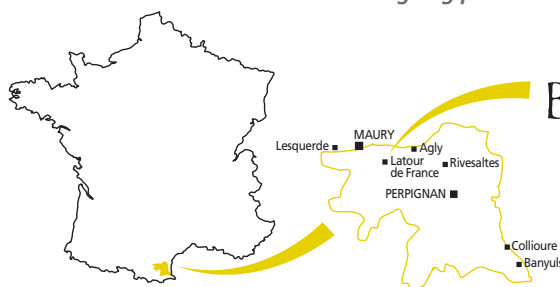 MAURY
Lesquerde
Agly
Latour
de France
Rivesaltes
PERPIGNAN
Collioure
Banyuls